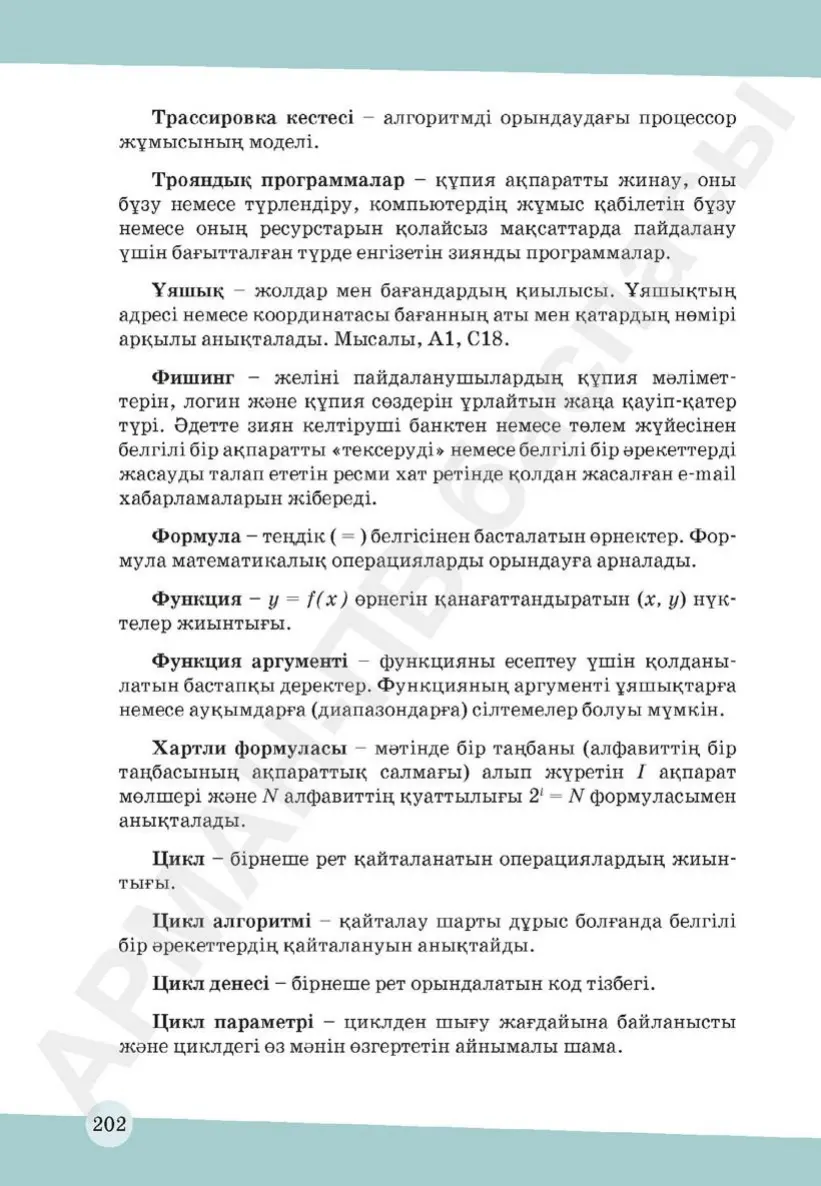 Трассировка кестесі – алгоритмді орындаудағы процессор
жұмысының моделі.
Трояндық программалар – құпия ақпаратты жинау, оны
бұзу немесе түрлендіру, компьютердің жұмыс қабілетін бұзу
немесе оның ресурстарын қолайсыз мақсаттарда пайдалану
үшін бағытталған түрде енгізетін зиянды программалар.
Ұяшық – жолдар мен бағандардың қиылысы. Ұяшықтың
адресі немесе координатасы бағанның аты мен қатардың нөмірі
арқылы анықталады. Мысалы, А1, С18.
Фишинг – желіні пайдаланушылардың құпия мәлімет-
терін, логин және құпия сөздерін ұрлайтын жаңа қауіп-қатер
түрі. Әдетте зиян келтіруші банктен немесе төлем жүйесінен
белгілі бір ақпаратты «тексеруді» немесе белгілі бір әрекеттерді
жасауды талап ететін ресми хат ретінде қолдан жасалған e-mail
хабарламаларын жібереді.
Формула – теңдік ( = ) белгісінен басталатын өрнектер. Фор-
мула математикалық операцияларды орындауға арналады.
Функция – y = f(x) өрнегін қанағаттандыратын (x, y) нүк-
телер жиынтығы.
Функция аргументі – функцияны есептеу үшін қолданы-
латын бастапқы деректер. Функцияның аргументі ұяшықтарға
немесе ауқымдарға (диапазондарға) сілтемелер болуы мүмкін.
Хартли формуласы – мәтінде бір таңбаны (алфавиттің бір
таңбасының ақпараттық салмағы) алып жүретін I ақпарат
мөлшері және N алфавиттің қуаттылығы 2ⁱ = N формуласымен
анықталады.
Цикл – бірнеше рет қайталанатын операциялардың жиын-
тығы.
Цикл алгоритмі – қайталау шарты дұрыс болғанда белгілі
бір әрекеттердің қайталануын анықтайды.
Цикл денесі – бірнеше рет орындалатын код тізбегі.
Цикл параметрі – циклден шығу жағдайына байланысты
және циклдегі өз мәнін өзгертетін айнымалы шама.
202
АРМАН-ПВ баспасы